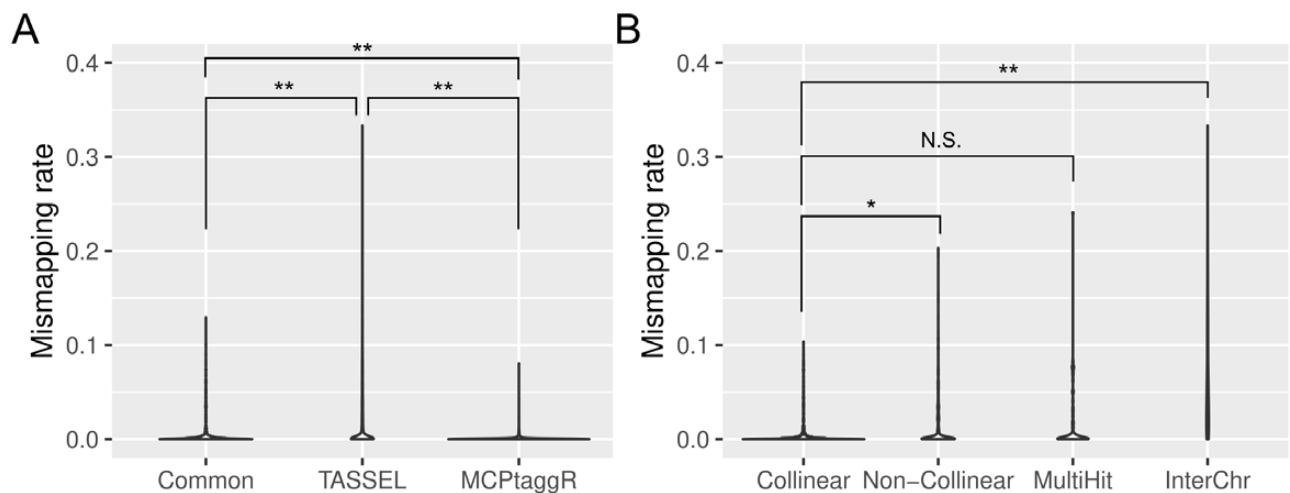 A
Mismapping rate
0.4
0.3
0.2
0.1
0.0
**
**
**
Common
TASSEL
MCPtaggR
B
Mismapping rate
0.4
0.3
0.2
0.1
0.0
**
N.S.
*
Collinear
Non-Collinear
MultiHit
InterChr